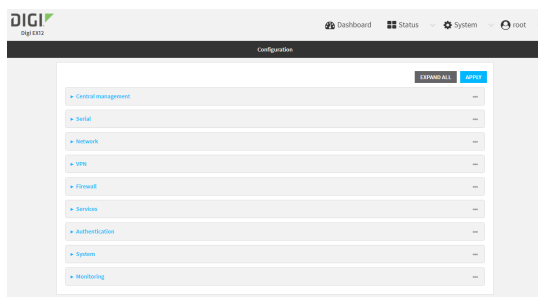 DIGI
Digi EX12
Dashboard
Status
System
root
Configuration
EXPAND ALL
APPLY
Central management
Serial
Network
VPN
Firewall
Services
Authentication
System
Monitoring